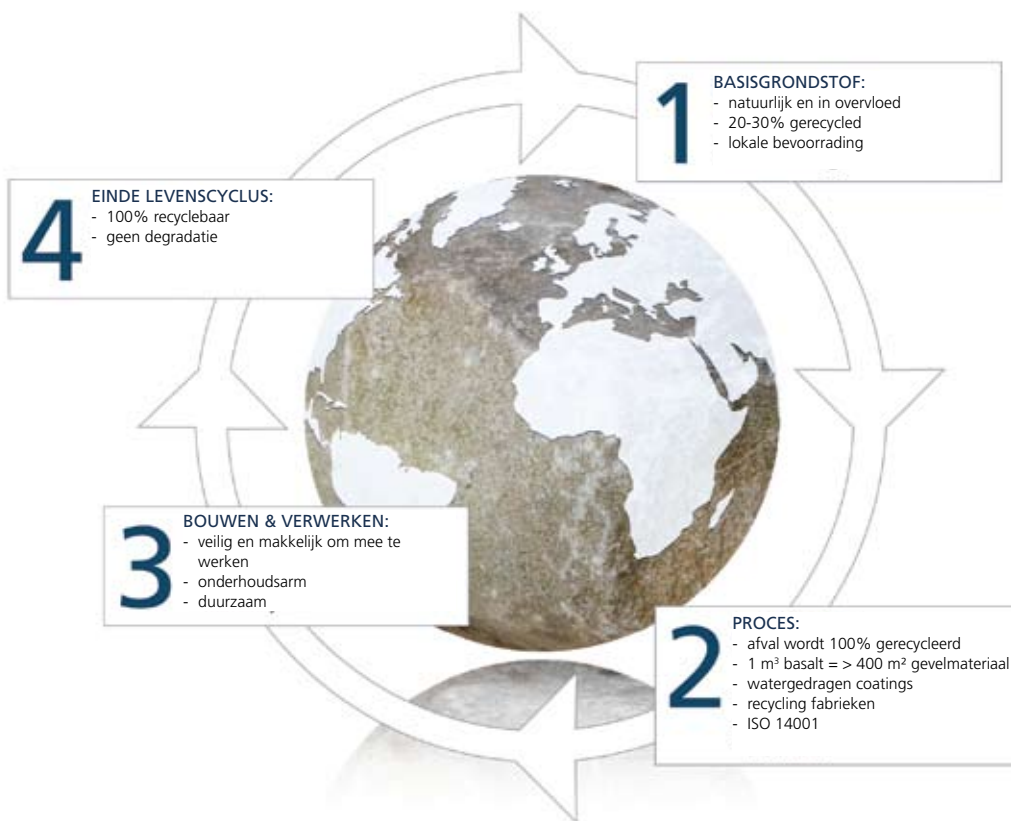 1
BASISGRONDSTOF:
- natuurlijk en in overvloed
- 20-30% gerecycled
- lokale bevoorrading
2
PROCES:
- afval wordt 100% gerecycleerd
- 1 m³ basalt = > 400 m² gevelmateriaal
- watergedragen coatings
- recycling fabrieken
- ISO 14001
3
BOUWEN & VERWERKEN:
- veilig en makkelijk om mee te
werken
- onderhoudsarm
- duurzaam
4
EINDE LEVENSCYCLUS:
- 100% recyclebaar
- geen degradatie